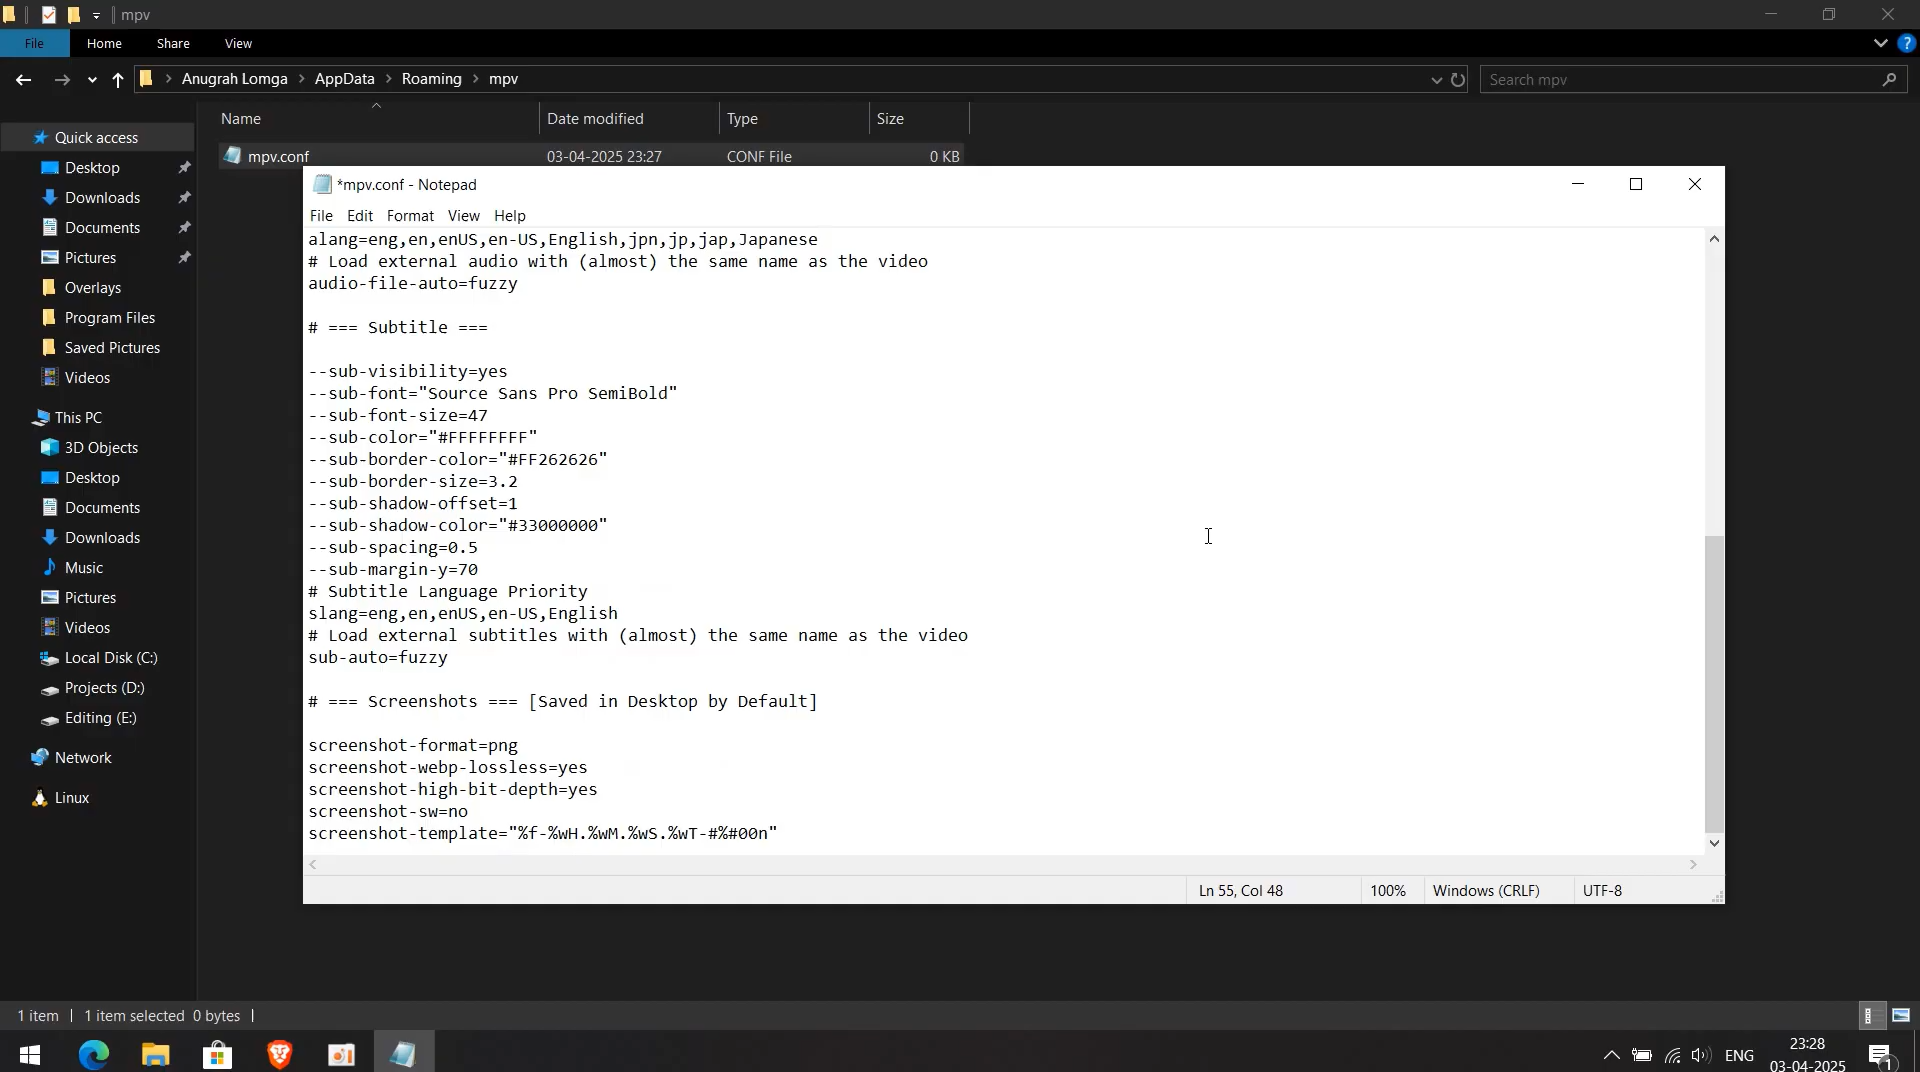 mpv
File
Home
Share
View
Anugrah Lomga
AppData
Roaming
mpv
Search mpv
Name
Date modified
Type
Size
Quick access
Desktop
Downloads
Documents
Pictures
Overlays
Program Files
Saved Pictures
Videos
This PC
3D Objects
Desktop
Documents
Downloads
Music
Pictures
Videos
Local Disk (C:)
Projects (D:)
Editing (E:)
Network
Linux
mpv.conf
03-04-2025 23:27
CONF File
0 KB
*mpv.conf - Notepad
File
Edit
Format
View
Help
alang=eng,en,enUS,en-US,English,jpn,jp,jap,Japanese
# Load external audio with (almost) the same name as the video
audio-file-auto=fuzzy
# === Subtitle ===
--sub-visibility=yes
--sub-font="Source Sans Pro SemiBold"
--sub-font-size=47
--sub-color="#FFFFFFFF"
--sub-border-color="#FF262626"
--sub-border-size=3.2
--sub-shadow-offset=1
--sub-shadow-color="#33000000"
--sub-spacing=0.5
--sub-margin-y=70
# Subtitle Language Priority
slang=eng,en,enUS,en-US,English
# Load external subtitles with (almost) the same name as the video
sub-auto=fuzzy
# === Screenshots === [Saved in Desktop by Default]
screenshot-format=png
screenshot-webp-lossless=yes
screenshot-high-bit-depth=yes
screenshot-sw=no
screenshot-template="%f-%wH.%wM.%wS.%wT-#%#00n"
Ln 55, Col 48
100%
Windows (CRLF)
UTF-8
1 item
1 item selected
0 bytes
ENG
23:28
03-04-2025
1